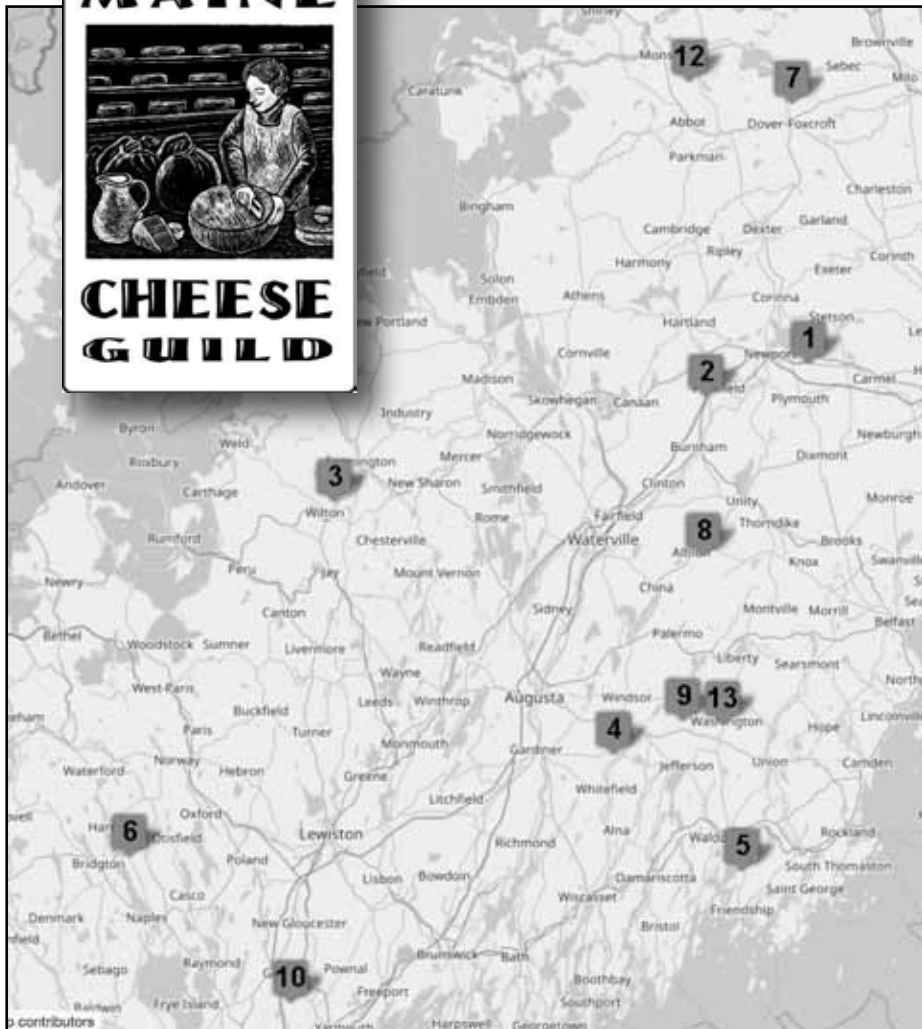 MAINE
CHEESE
GUILD
Shirley
12
Brownville
Sebec
7
Milo
Caratunk
Abbot
Dover-Foxcroft
Parkman
Charleston
Bingham
Cambridge
Dexter
Garland
Ripley
Harmony
Exeter
Corinth
Solon
Embden
Athens
Corinna
Portland
Hartland
Stetson
1
Cornville
2
Madison
Skowhegan
Canaan
Carmel
Plymouth
Industry
Byron
Weld
Norridgewock
Newburgh
Roxbury
3
Mercer
Burnham
Dixmont
Andover
Carthage
New Sharon
Smithfield
Clinton
Unity
Monroe
Wilton
Rome
Fairfield
8
Thorndike
Rumford
Chesterville
Waterville
Brooks
Knox
Peru
Jay
Mount Vernon
China
Newry
Canton
Sidney
Montville
Morrill
Belfast
Bethel
Woodstock
Sumner
Livermore
Readfield
Palermo
Liberty
Searsmont
Wayne
West Paris
Leeds
Winthrop
Augusta
Windsor
9
13
Washington
Buckfield
Paris
Turner
Monmouth
4
Hope
Gardiner
Jefferson
Union
Camden
Waterford
Norway
Hebron
Greene
Litchfield
Whitefield
6
Oxford
Otisfield
Lewiston
Richmond
Alna
5
Rockland
Bridgton
Poland
Lisbon
Bowdoin
Damariscotta
South Thomaston
Casco
Wiscasset
Saint George
Denmark
Naples
New Gloucester
Friendship
Bristol
Sebago
Raymond
10
Pownal
Brunswick
Bath
Freeport
Boothbay
Baldwin
Frye Island
Southport
contributors
Yarmouth
Harpswell
Georgetown